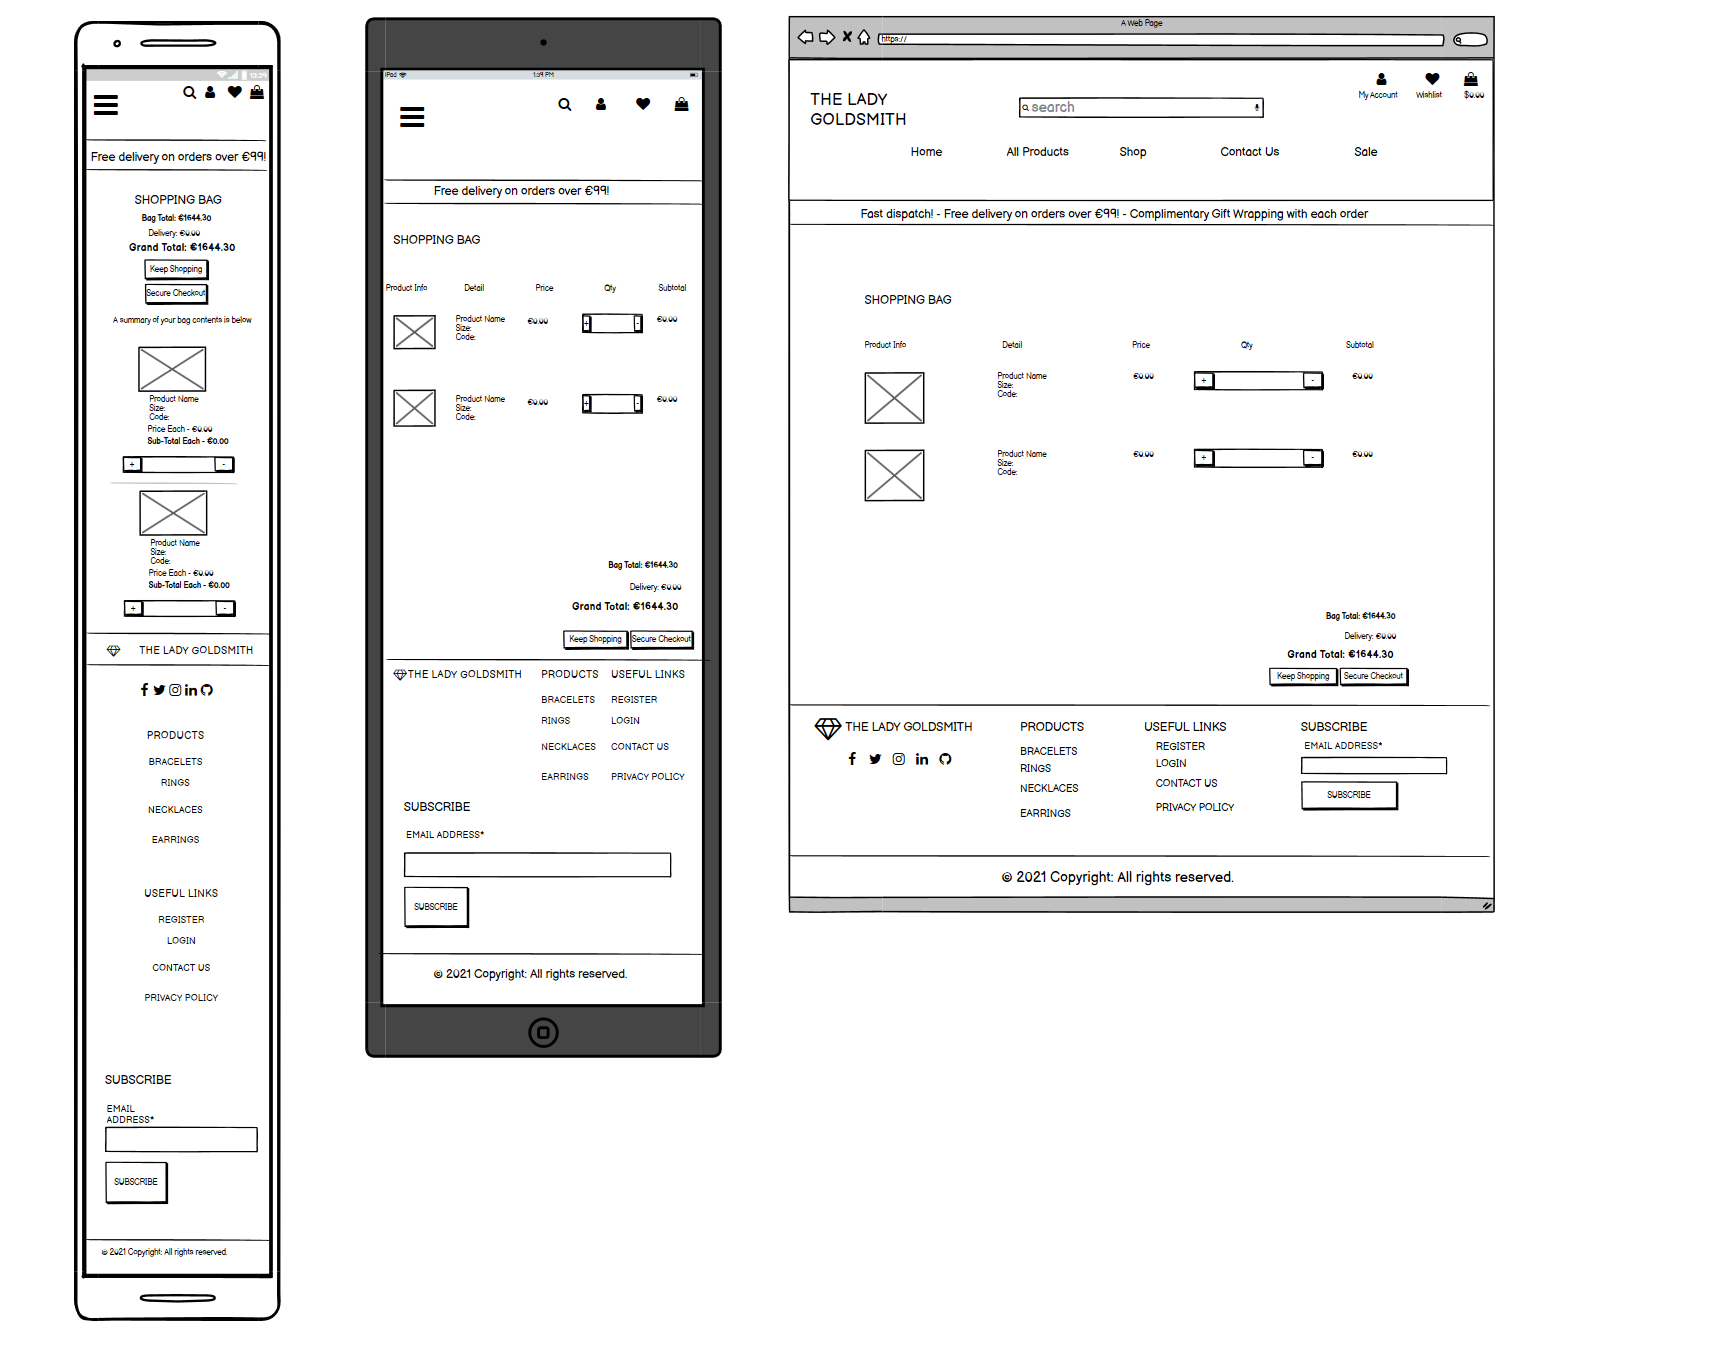 13:29
Free delivery on orders over €99!
SHOPPING BAG
Bag Total: €1644.30
Delivery: €0.00
Grand Total: €1644.30
Keep Shopping
Secure Checkout
A summary of your bag contents is below
Product Name
Size:
Code:
Price Each - €0.00
Sub-Total Each - €0.00
+ -
Product Name
Size:
Code:
Price Each - €0.00
Sub-Total Each - €0.00
+ -
THE LADY GOLDSMITH
PRODUCTS
BRACELETS
RINGS
NECKLACES
EARRINGS
USEFUL LINKS
REGISTER
LOGIN
CONTACT US
PRIVACY POLICY
SUBSCRIBE
EMAIL
ADDRESS*
SUBSCRIBE
© 2021 Copyright: All rights reserved.
iPad 1:39 PM
Free delivery on orders over €99!
SHOPPING BAG
Product Info Detail Price Qty Subtotal
Product Name €0.00 + - €0.00
Size:
Code:
Product Name €0.00 + - €0.00
Size:
Code:
Bag Total: €1644.30
Delivery: €0.00
Grand Total: €1644.30
Keep Shopping Secure Checkout
THE LADY GOLDSMITH PRODUCTS USEFUL LINKS
BRACELETS REGISTER
RINGS LOGIN
NECKLACES CONTACT US
EARRINGS PRIVACY POLICY
SUBSCRIBE
EMAIL ADDRESS*
SUBSCRIBE
© 2021 Copyright: All rights reserved.
A Web Page
https://
My Account Wishlist $0.00
THE LADY
GOLDSMITH
search
Home All Products Shop Contact Us Sale
Fast dispatch! - Free delivery on orders over €99! - Complimentary Gift Wrapping with each order
SHOPPING BAG
Product Info Detail Price Qty Subtotal
Product Name €0.00 + - €0.00
Size:
Code:
Product Name €0.00 + - €0.00
Size:
Code:
Bag Total: €1644.30
Delivery: €0.00
Grand Total: €1644.30
Keep Shopping Secure Checkout
THE LADY GOLDSMITH PRODUCTS USEFUL LINKS SUBSCRIBE
BRACELETS REGISTER EMAIL ADDRESS*
RINGS LOGIN
NECKLACES CONTACT US SUBSCRIBE
EARRINGS PRIVACY POLICY
© 2021 Copyright: All rights reserved.